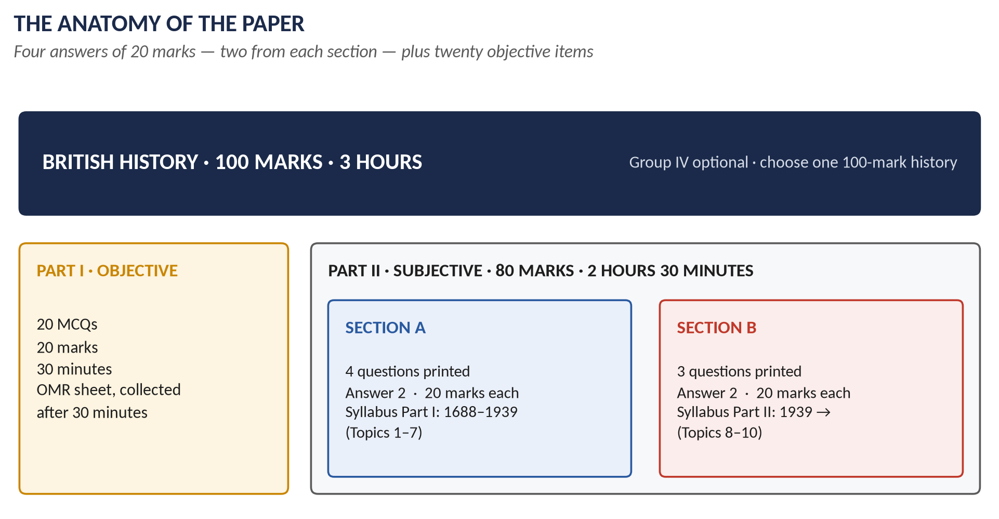 THE ANATOMY OF THE PAPER
Four answers of 20 marks — two from each section — plus twenty objective items
BRITISH HISTORY · 100 MARKS · 3 HOURS
Group IV optional · choose one 100-mark history
PART I · OBJECTIVE
20 MCQs
20 marks
30 minutes
OMR sheet, collected
after 30 minutes
PART II · SUBJECTIVE · 80 MARKS · 2 HOURS 30 MINUTES
SECTION A
4 questions printed
Answer 2 · 20 marks each
Syllabus Part I: 1688–1939
(Topics 1–7)
SECTION B
3 questions printed
Answer 2 · 20 marks each
Syllabus Part II: 1939 →
(Topics 8–10)